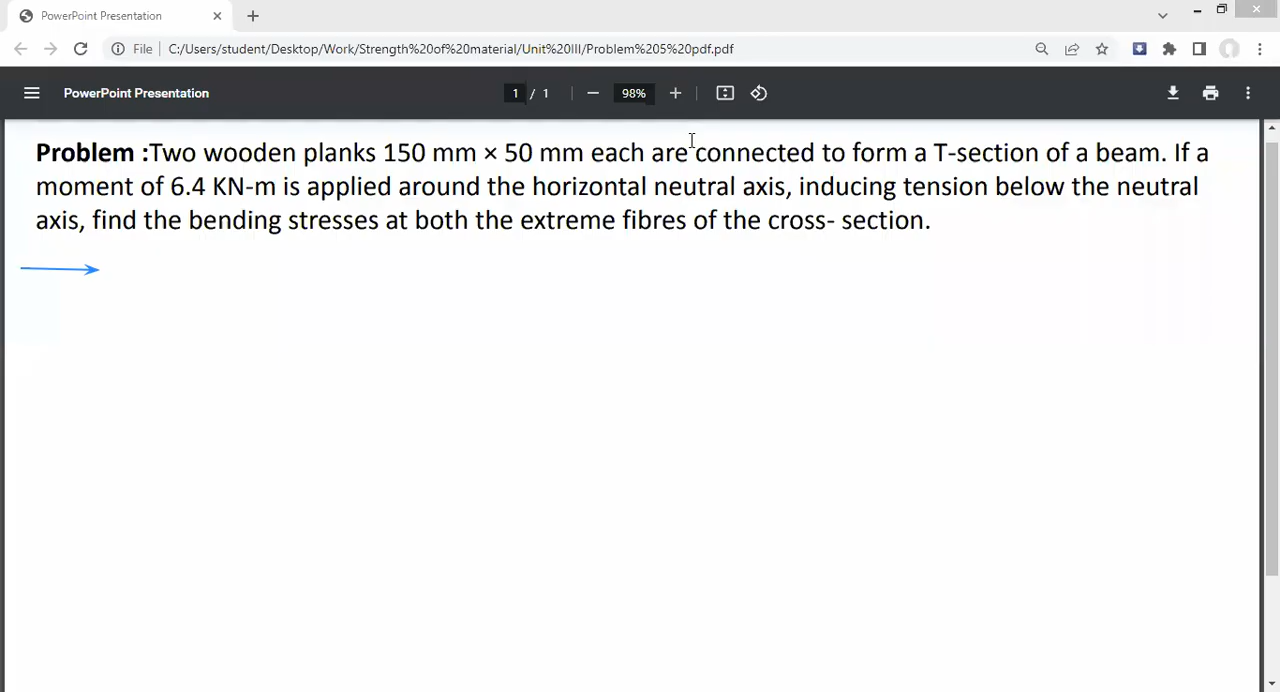 PowerPoint Presentation
File C:/Users/student/Desktop/Work/Strength%20of%20material/Unit%20III/Problem%205%20pdf.pdf
PowerPoint Presentation 1 / 1 98%
Problem :Two wooden planks 150 mm × 50 mm each are connected to form a T-section of a beam. If a
moment of 6.4 KN-m is applied around the horizontal neutral axis, inducing tension below the neutral
axis, find the bending stresses at both the extreme fibres of the cross- section.